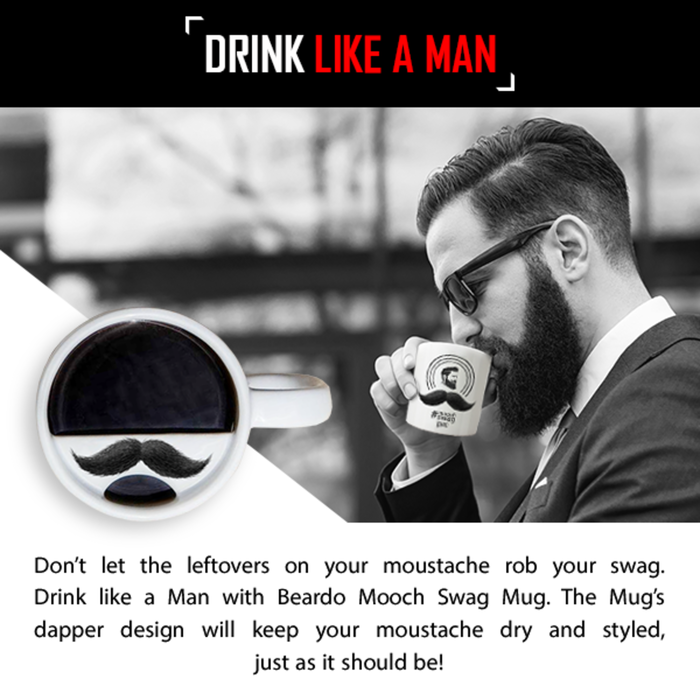 DRINK LIKE A MAN
Don't let the leftovers on your moustache rob your swag.
Drink like a Man with Beardo Mooch Swag Mug. The Mug's
dapper design will keep your moustache dry and styled,
just as it should be!